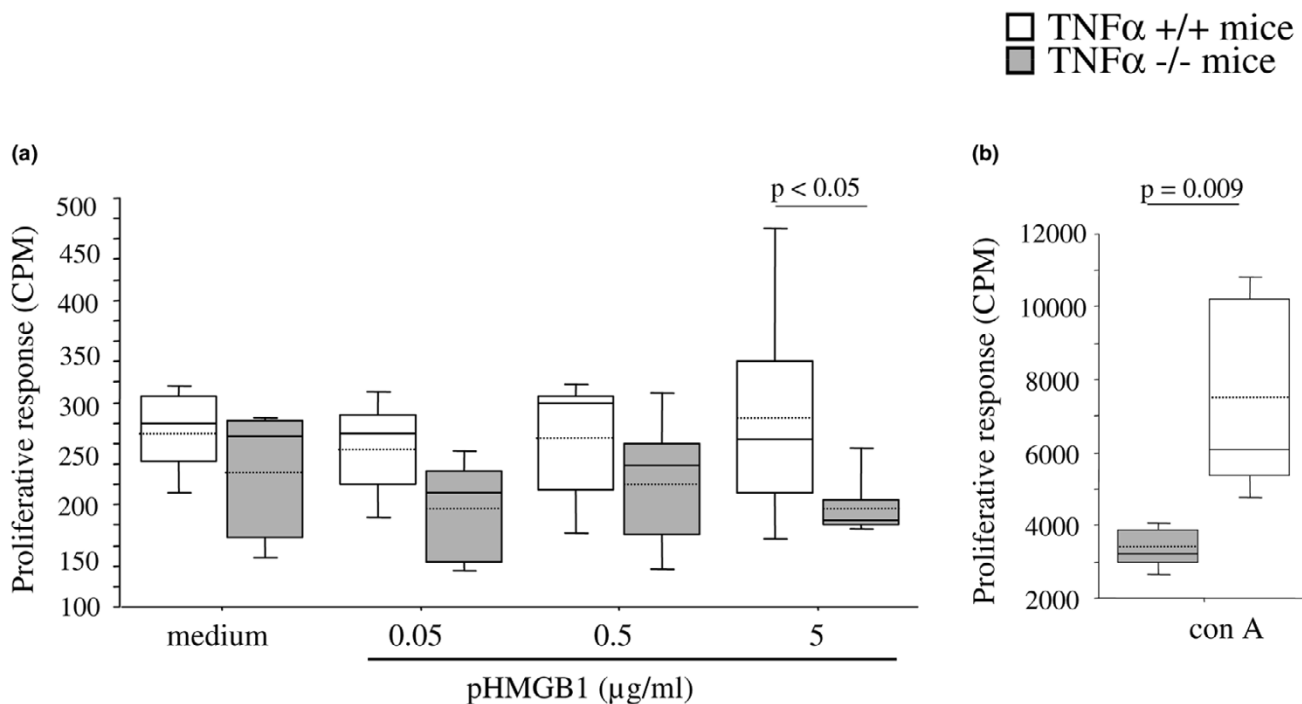 TNFα +/+ mice
TNFα -/- mice
(a)
Proliferative response (CPM)
500
450
400
350
300
250
200
150
100
p < 0.05
medium
0.05
0.5
5
pHMGB1 (μg/ml)
(b)
p = 0.009
Proliferative response (CPM)
12000
10000
8000
6000
4000
2000
con A